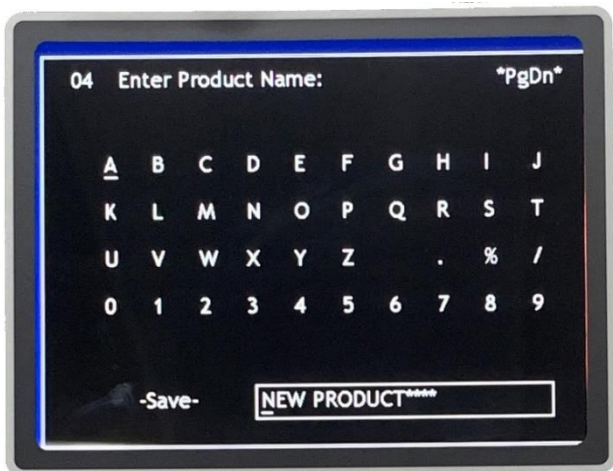 04 Enter Product Name: *PgDn*
A B C D E F G H I J
K L M N O P Q R S T
U V W X Y Z . % /
0 1 2 3 4 5 6 7 8 9
-Save- NEW PRODUCT****